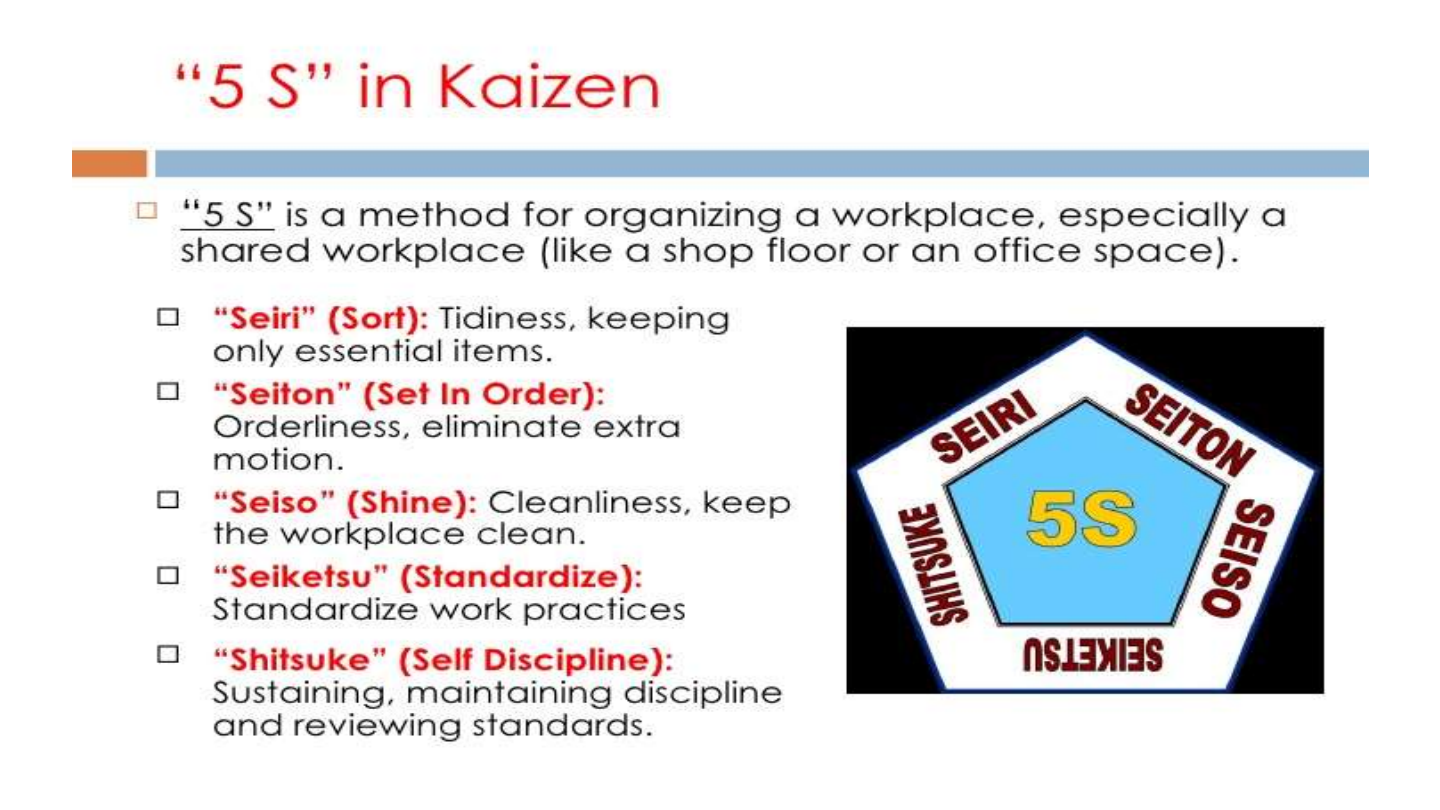 “5 S” in Kaizen
“5 S” is a method for organizing a workplace, especially a
shared workplace (like a shop floor or an office space).
“Seiri” (Sort): Tidiness, keeping
only essential items.
“Seiton” (Set In Order):
Orderliness, eliminate extra
motion.
“Seiso” (Shine): Cleanliness, keep
the workplace clean.
“Seiketsu” (Standardize):
Standardize work practices
“Shitsuke” (Self Discipline):
Sustaining, maintaining discipline
and reviewing standards.
SEIRI
SEITON
SEISO
SEIKETSU
SHITSUKE
5S